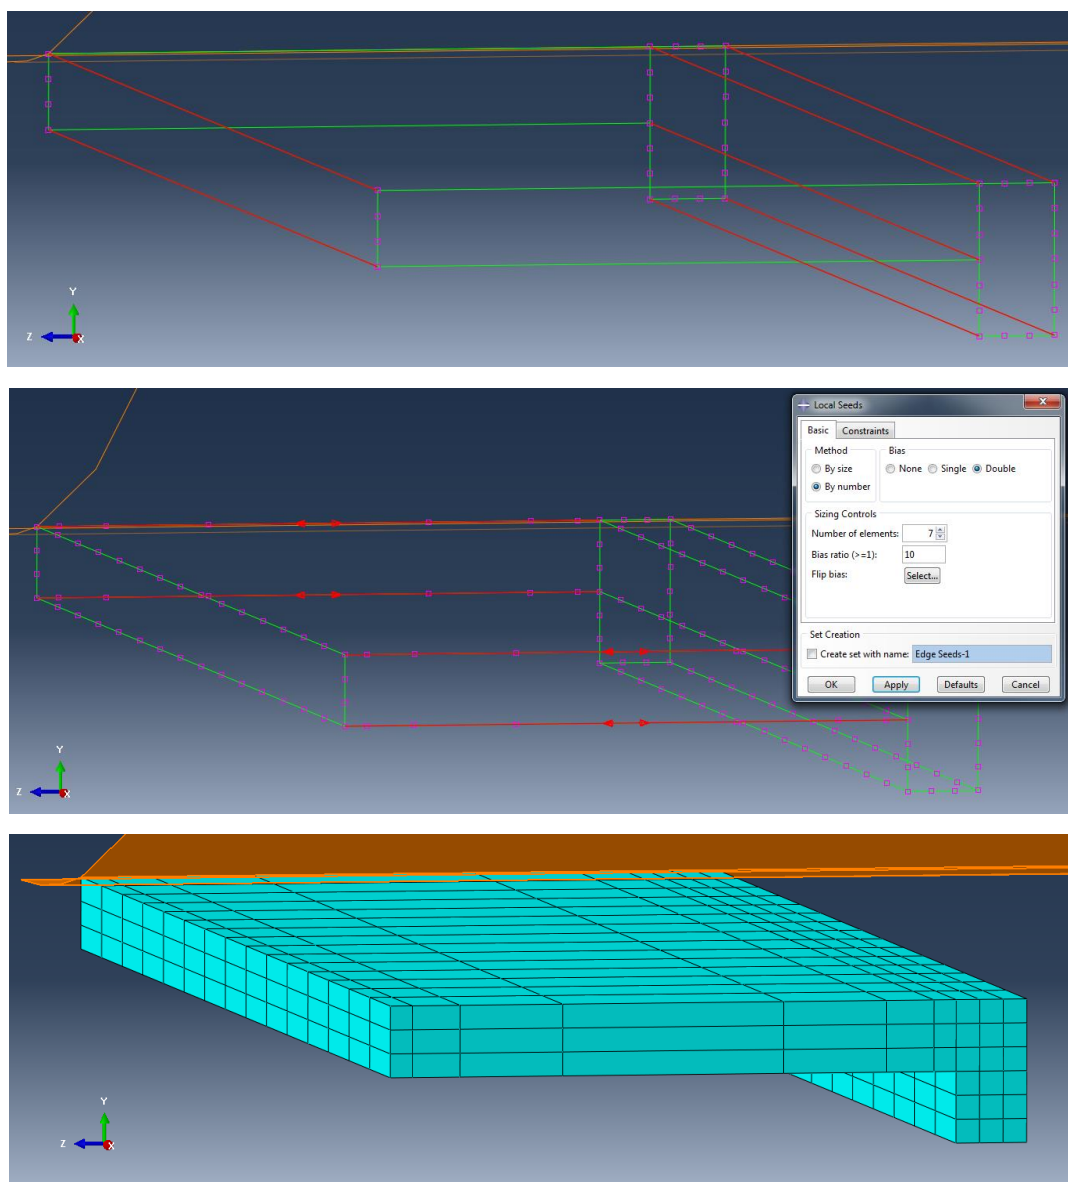 Y
Z
X
Local Seeds
Basic
Constraints
Method
Bias
By size
None
Single
Double
By number
Sizing Controls
Number of elements:
7
Bias ratio (>=1):
10
Flip bias:
Select...
Set Creation
Create set with name:
Edge Seeds-1
OK
Apply
Defaults
Cancel
Y
Z
X
Y
Z
X